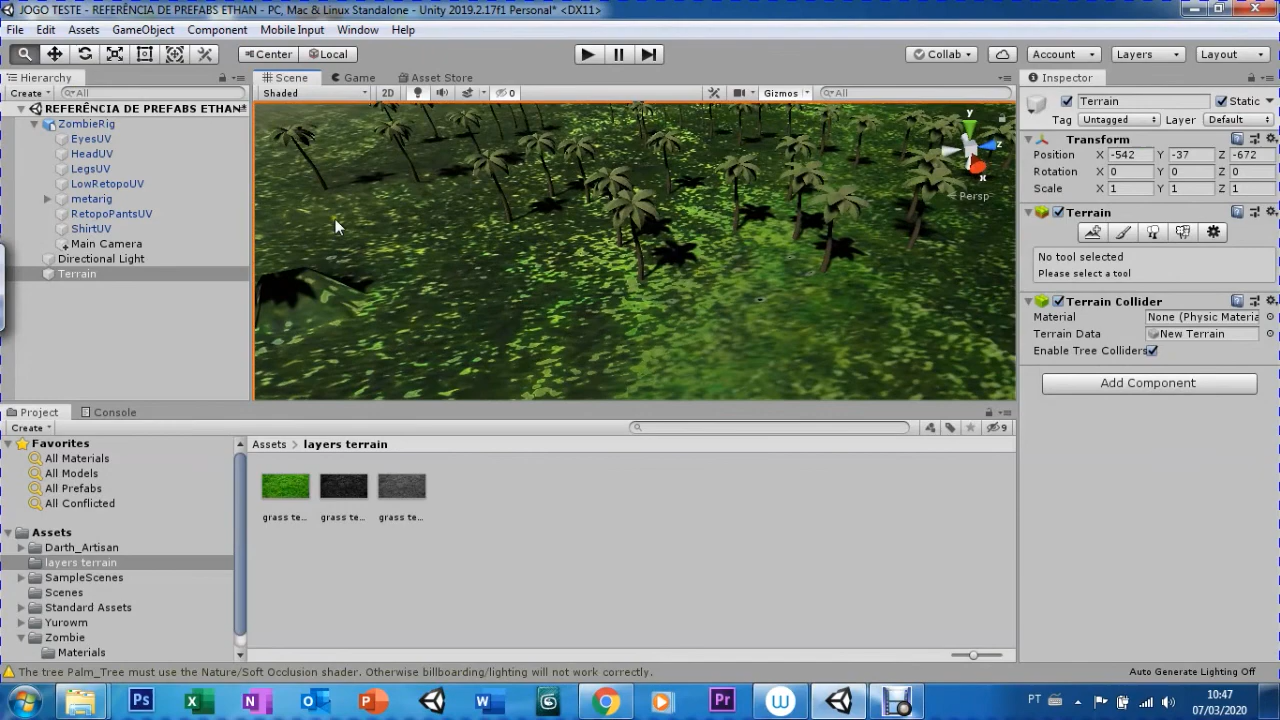 JOGO TESTE - REFERÊNCIA DE PREFABS ETHAN - PC, Mac & Linux Standalone - Unity 2019.2.17f1 Personal* <DX11>
File Edit Assets GameObject Component Mobile Input Window Help
Center Local Collab Account Layers Layout
Hierarchy Scene Game Asset Store Inspector
Create All Shaded 2D 0 Gizmos All
REFERÊNCIA DE PREFABS ETHAN*
ZombieRig
EyesUV
HeadUV
LegsUV
LowRetopoUV
metarig
RetopoPantsUV
ShirtUV
Main Camera
Directional Light
Terrain
y
z
x
Persp
Terrain Static
Tag Untagged Layer Default
Transform
Position X -542 Y -37 Z -672
Rotation X 0 Y 0 Z 0
Scale X 1 Y 1 Z 1
Terrain
No tool selected
Please select a tool
Terrain Collider
Material None (Physic Materia
Terrain Data New Terrain
Enable Tree Colliders
Add Component
Project Console
Create 9
Favorites
All Materials
All Models
All Prefabs
All Conflicted
Assets
Darth_Artisan
layers terrain
SampleScenes
Scenes
Standard Assets
Yurowm
Zombie
Materials
Assets layers terrain
grass te... grass te... grass te...
The tree Palm_Tree must use the Nature/Soft Occlusion shader. Otherwise billboarding/lighting will not work correctly. Auto Generate Lighting Off
Ps X N O P W Pr W
PT
10:47
07/03/2020